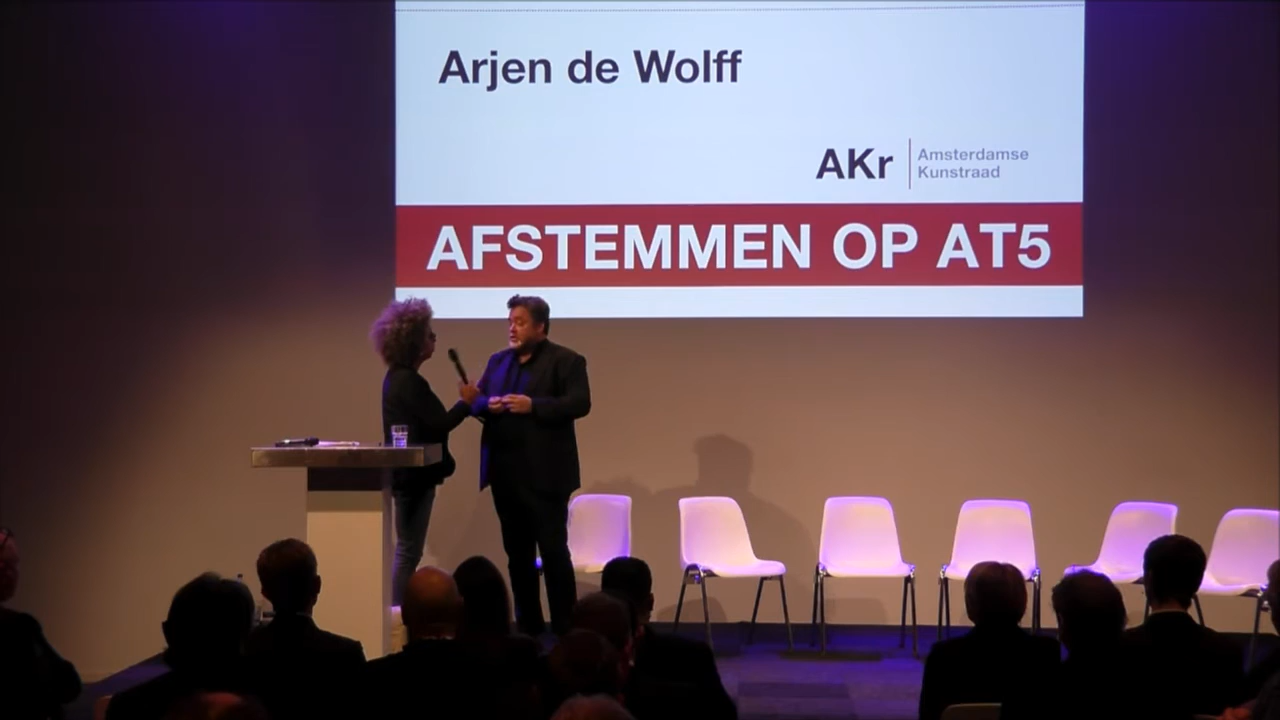 Arjen de Wolff
AKr
Amsterdamse
Kunstraad
AFSTEMMEN OP AT5